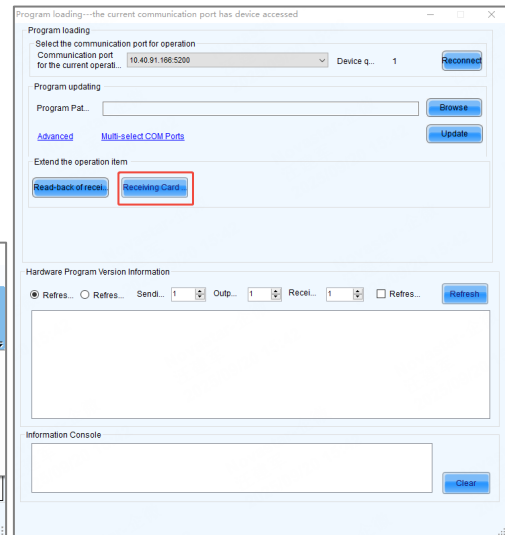 Program loading---the current communication port has device accessed
Program loading
Select the communication port for operation
Communication port
for the current operati... 10.40.91.166:5200 Device q... 1 Reconnect
Program updating
Program Pat... Browse
Advanced Multi-select COM Ports Update
Extend the operation item
Read-back of recei... Receiving Card...
Hardware Program Version Information
Refres... Refres... Sendi... 1 Outp... 1 Recei... 1 Refres... Refresh
Information Console
Clear